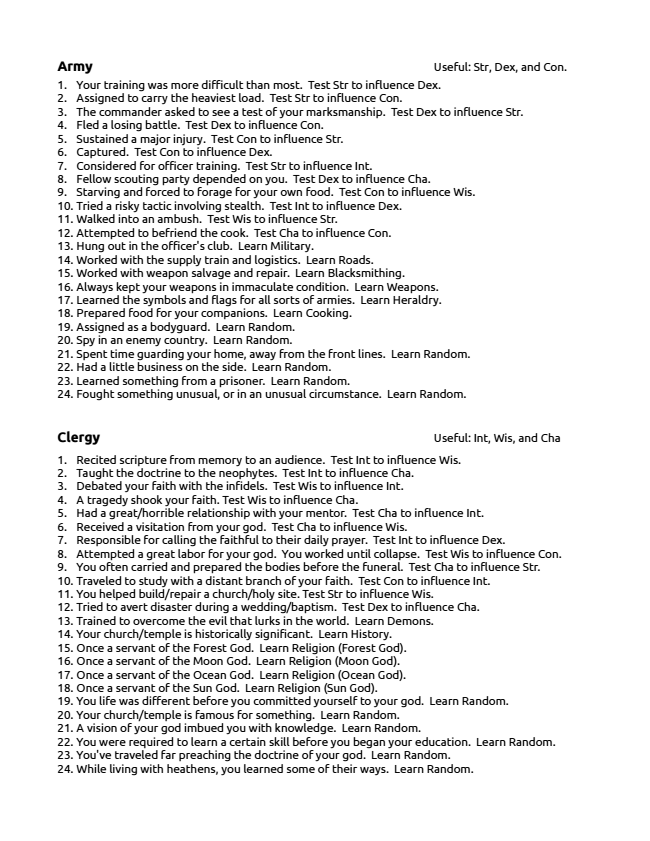 Army Useful: Str, Dex, and Con.
1. Your training was more difficult than most. Test Str to influence Dex.
2. Assigned to carry the heaviest load. Test Str to influence Con.
3. The commander asked to see a test of your marksmanship. Test Dex to influence Str.
4. Fled a losing battle. Test Dex to influence Con.
5. Sustained a major injury. Test Con to influence Str.
6. Captured. Test Con to influence Dex.
7. Considered for officer training. Test Str to influence Int.
8. Fellow scouting party depended on you. Test Dex to influence Cha.
9. Starving and forced to forage for your own food. Test Con to influence Wis.
10. Tried a risky tactic involving stealth. Test Int to influence Dex.
11. Walked into an ambush. Test Wis to influence Str.
12. Attempted to befriend the cook. Test Cha to influence Con.
13. Hung out in the officer's club. Learn Military.
14. Worked with the supply train and logistics. Learn Roads.
15. Worked with weapon salvage and repair. Learn Blacksmithing.
16. Always kept your weapons in immaculate condition. Learn Weapons.
17. Learned the symbols and flags for all sorts of armies. Learn Heraldry.
18. Prepared food for your companions. Learn Cooking.
19. Assigned as a bodyguard. Learn Random.
20. Spy in an enemy country. Learn Random.
21. Spent time guarding your home, away from the front lines. Learn Random.
22. Had a little business on the side. Learn Random.
23. Learned something from a prisoner. Learn Random.
24. Fought something unusual, or in an unusual circumstance. Learn Random.
Clergy Useful: Int, Wis, and Cha
1. Recited scripture from memory to an audience. Test Int to influence Wis.
2. Taught the doctrine to the neophytes. Test Int to influence Cha.
3. Debated your faith with the infidels. Test Wis to influence Int.
4. A tragedy shook your faith. Test Wis to influence Cha.
5. Had a great/horrible relationship with your mentor. Test Cha to influence Int.
6. Received a visitation from your god. Test Cha to influence Wis.
7. Responsible for calling the faithful to their daily prayer. Test Int to influence Dex.
8. Attempted a great labor for your god. You worked until collapse. Test Wis to influence Con.
9. You often carried and prepared the bodies before the funeral. Test Cha to influence Str.
10. Traveled to study with a distant branch of your faith. Test Con to influence Int.
11. You helped build/repair a church/holy site. Test Str to influence Wis.
12. Tried to avert disaster during a wedding/baptism. Test Dex to influence Cha.
13. Trained to overcome the evil that lurks in the world. Learn Demons.
14. Your church/temple is historically significant. Learn History.
15. Once a servant of the Forest God. Learn Religion (Forest God).
16. Once a servant of the Moon God. Learn Religion (Moon God).
17. Once a servant of the Ocean God. Learn Religion (Ocean God).
18. Once a servant of the Sun God. Learn Religion (Sun God).
19. You life was different before you committed yourself to your god. Learn Random.
20. Your church/temple is famous for something. Learn Random.
21. A vision of your god imbued you with knowledge. Learn Random.
22. You were required to learn a certain skill before you began your education. Learn Random.
23. You've traveled far preaching the doctrine of your god. Learn Random.
24. While living with heathens, you learned some of their ways. Learn Random.